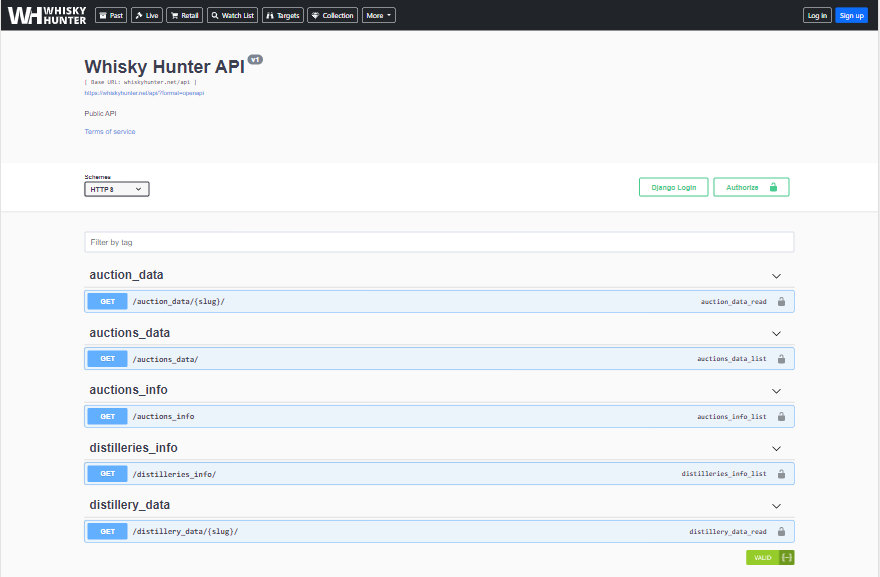 WH WHISKY HUNTER Past Live Retail Watch List Targets Collection More Log in Sign up
Whisky Hunter API v1
[ Base URL: whiskyhunter.net/api ]
https://whiskyhunter.net/api/?format=openapi
Public API
Terms of service
Schemes
HTTPS
Django Login
Authorize
Filter by tag
auction_data
GET /auction_data/{slug}/ auction_data_read
auctions_data
GET /auctions_data/ auctions_data_list
auctions_info
GET /auctions_info auctions_info_list
distilleries_info
GET /distilleries_info/ distilleries_info_list
distillery_data
GET /distillery_data/{slug}/ distillery_data_read
VALID {-}